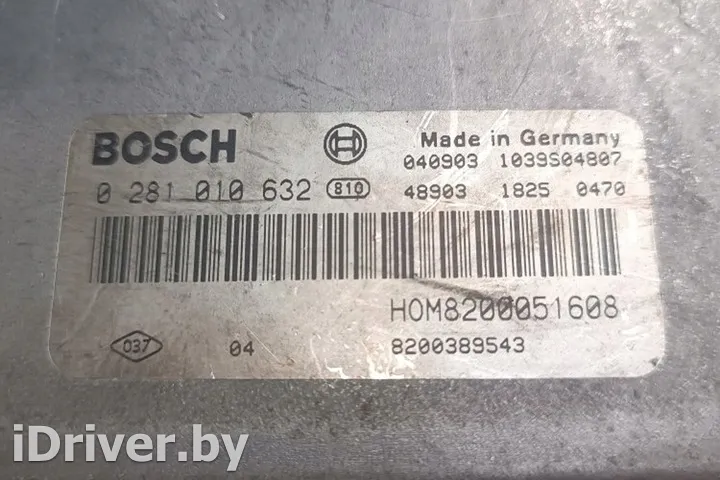 BOSCH
Made in Germany
040903 1039S04807
0 281 010 632 810 48903 1825 0470
HOM8200051608
037 04 8200389543
iDriver.by